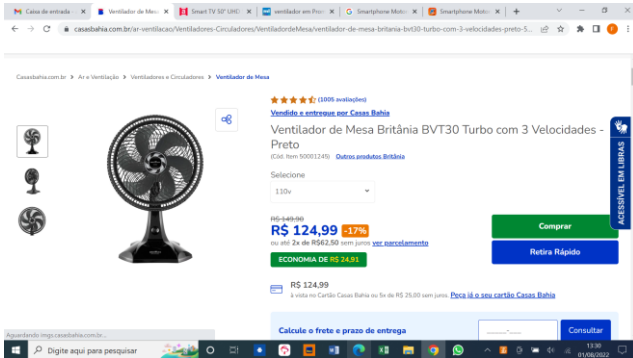 Caixa de entrada
Ventilador de Mesa
Smart TV 50" UHD
ventilador em Pro
Smartphone Moto
Smartphone Moto
casasbahia.com.br/ar-ventilacao/Ventiladores-Circuladores/VentiladordeMesa/ventilador-de-mesa-britania-bvt30-turbo-com-3-velocidades-preto-5...
Casasbahia.com.br > Ar e Ventilação > Ventiladores e Circuladores > Ventilador de Mesa
(1005 avaliações)
Vendido e entregue por Casas Bahia
Ventilador de Mesa Britânia BVT30 Turbo com 3 Velocidades -
Preto
(Cód. Item 50001245) Outros produtos Britânia
Selecione
110v
R$ 149,90
R$ 124,99 -17%
ou até 2x de R$62,50 sem juros ver parcelamento
ECONOMIA DE R$ 24,91
Comprar
Retira Rápido
ACESSÍVEL EM LIBRAS
R$ 124,99
à vista no Cartão Casas Bahia ou 5x de R$ 25,00 sem juros. Peça já o seu cartão Casas Bahia
Calcule o frete e prazo de entrega
Consultar
Aguardando imgs.casasbahia.com.br...
Digite aqui para pesquisar
13:30
01/08/2022